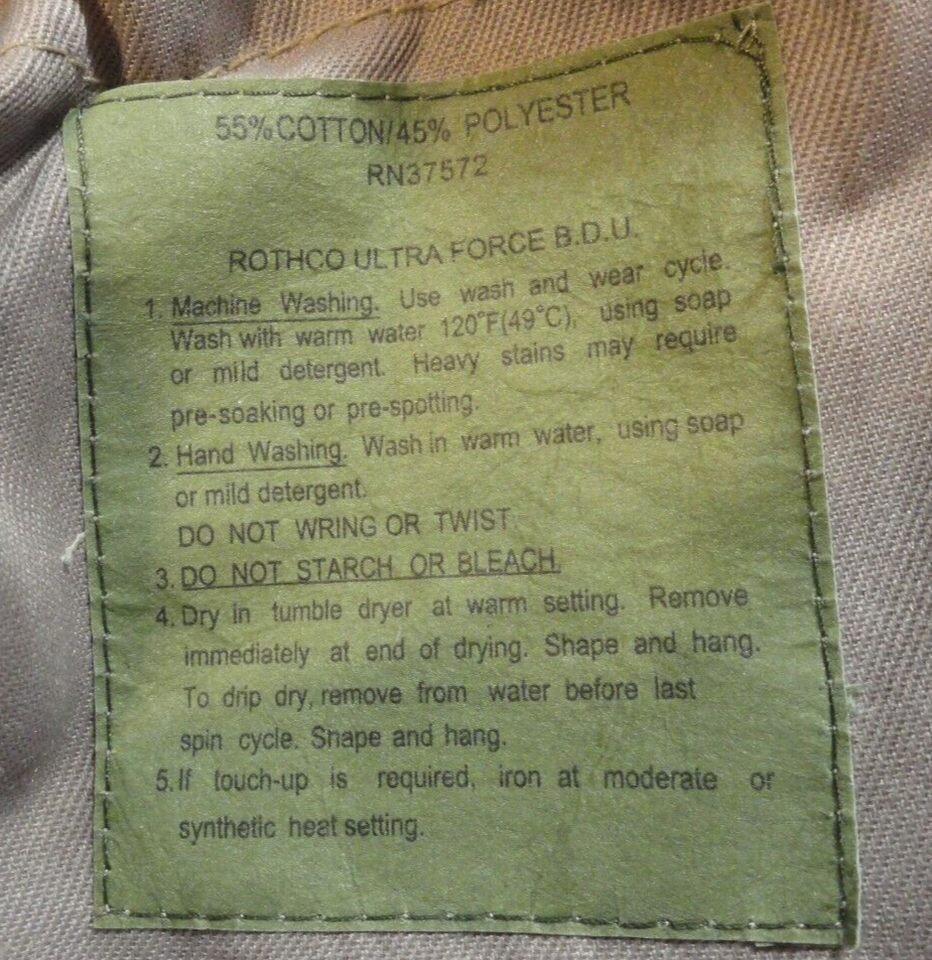 55% COTTON/45% POLYESTER
RN37572
ROTHCO ULTRA FORCE B.D.U.
1. Machine Washing. Use wash and wear cycle.
Wash with warm water 120°F(49°C), using soap
or mild detergent. Heavy stains may require
pre-soaking or pre-spotting.
2. Hand Washing. Wash in warm water, using soap
or mild detergent.
DO NOT WRING OR TWIST
3. DO NOT STARCH OR BLEACH.
4. Dry in tumble dryer at warm setting. Remove
immediately at end of drying. Shape and hang.
To drip dry, remove from water before last
spin cycle. Shape and hang.
5. If touch-up is required, iron at moderate or
synthetic heat setting.